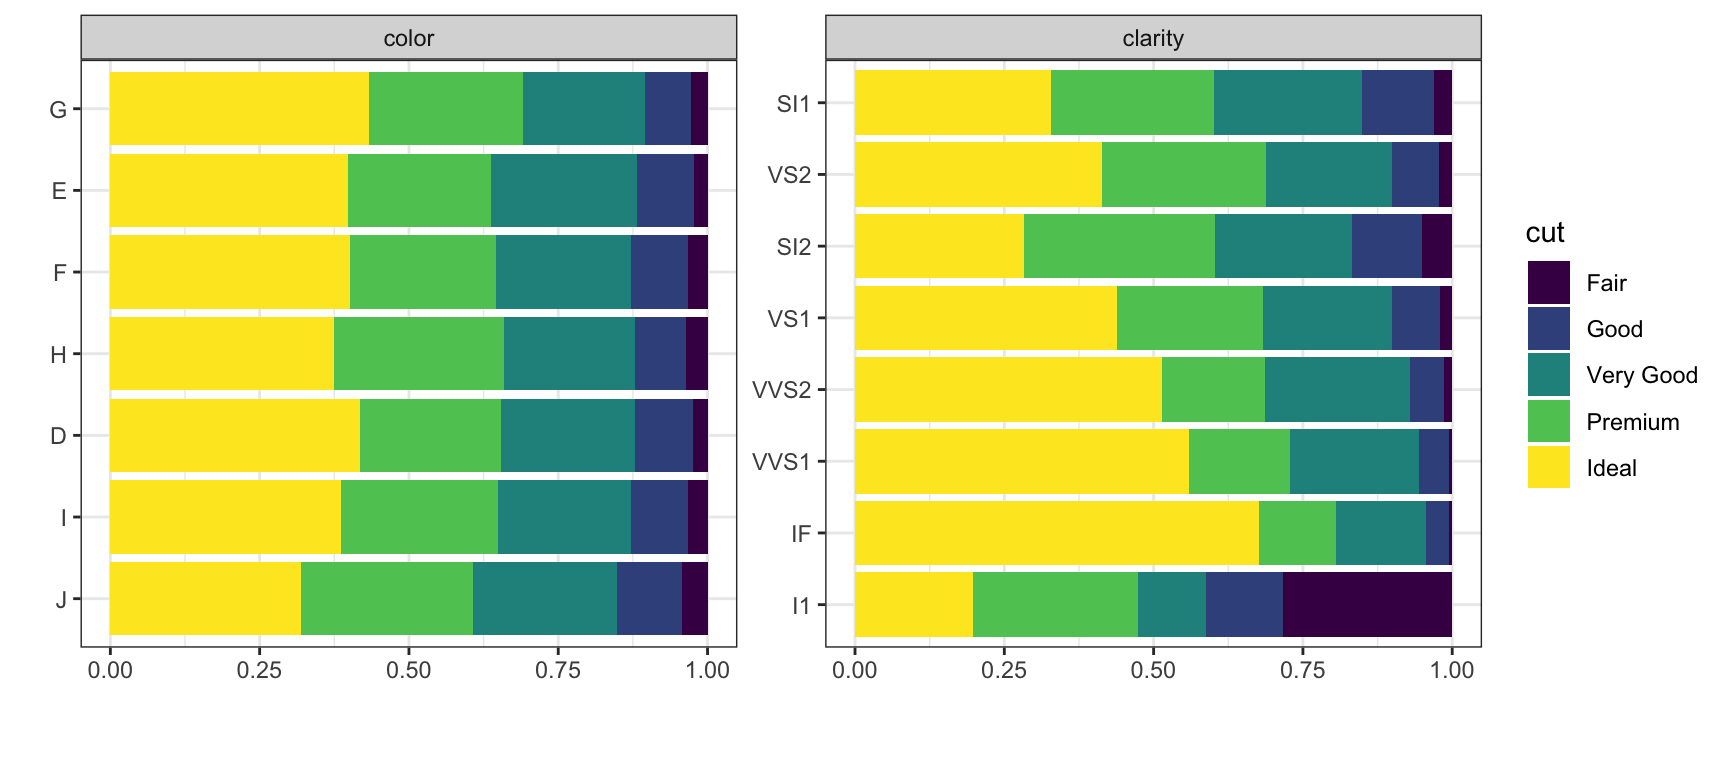 color
clarity
G
E
F
H
D
I
J
0.00 0.25 0.50 0.75 1.00
SI1
VS2
SI2
VS1
VVS2
VVS1
IF
I1
0.00 0.25 0.50 0.75 1.00
cut
Fair
Good
Very Good
Premium
Ideal